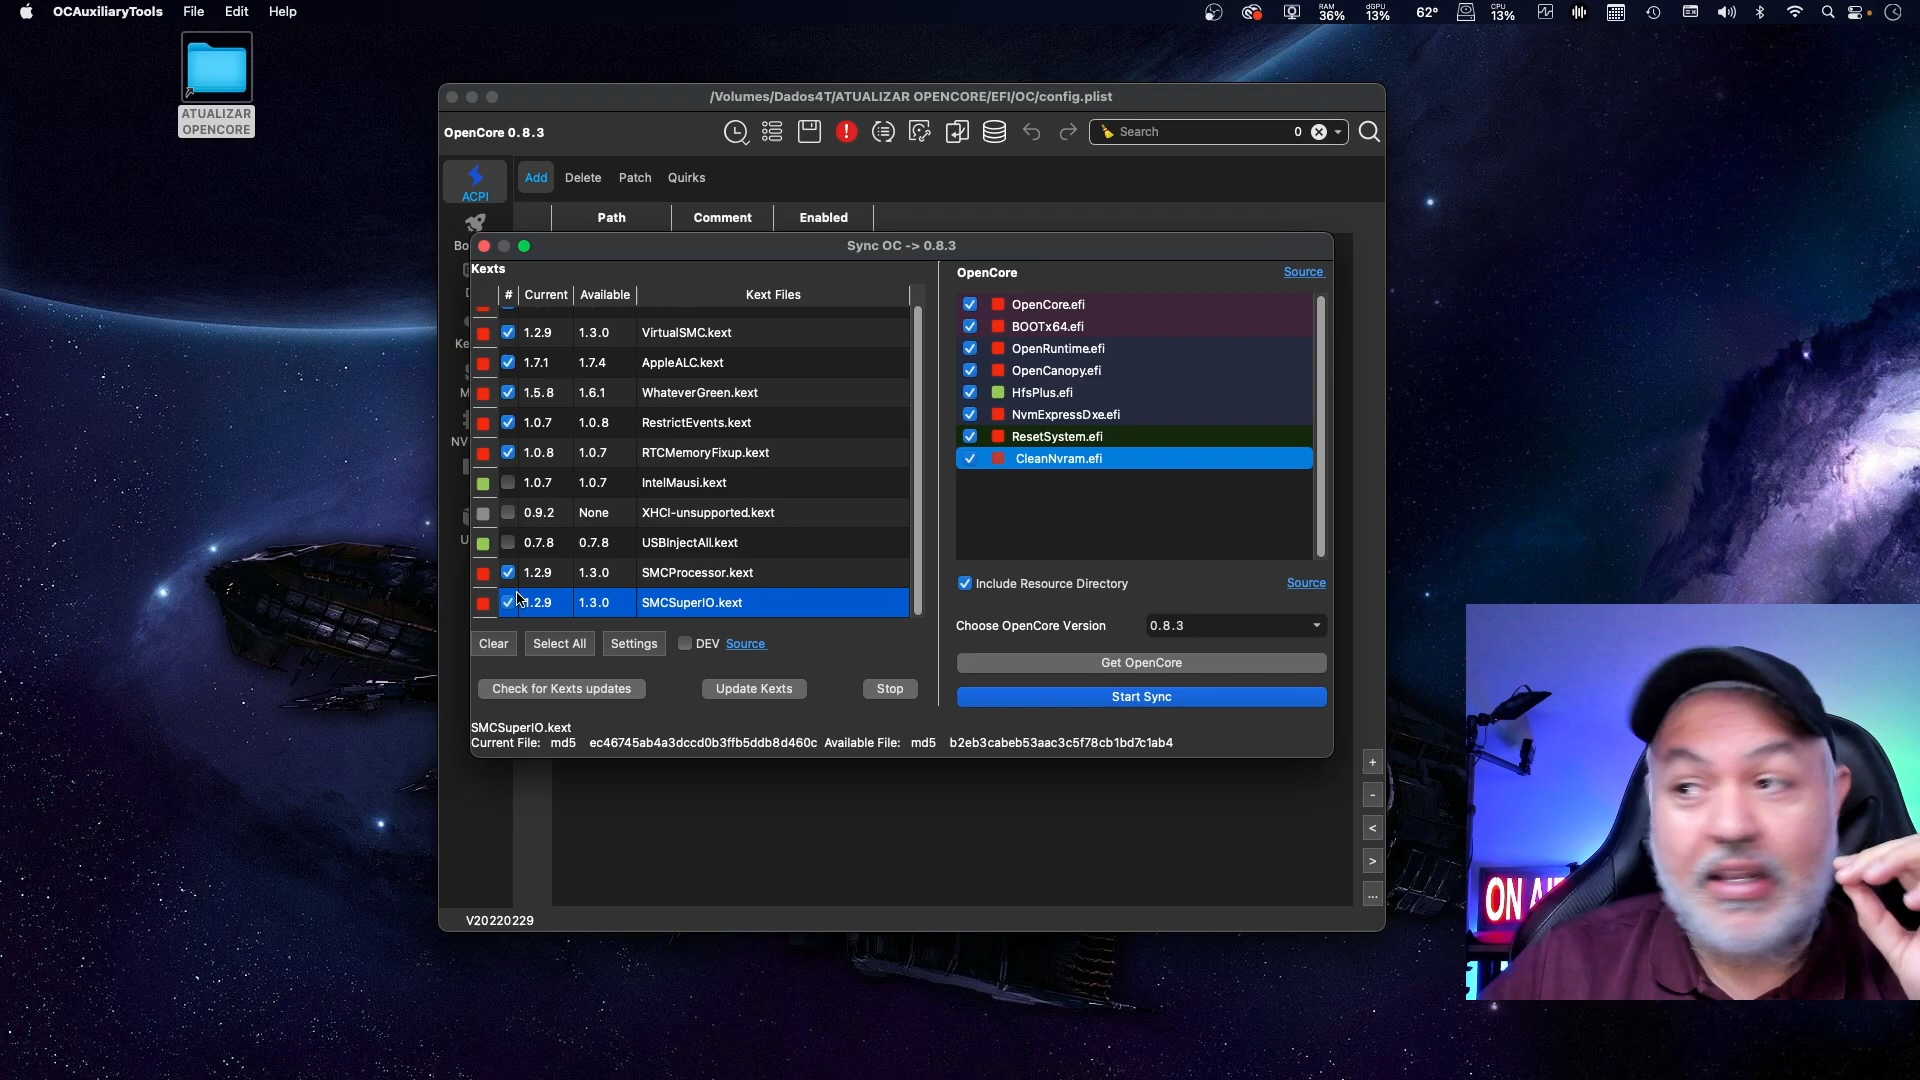 OCAuxiliaryTools File Edit Help
RAM 36% dGPU 13% 62° CPU 13%
ATUALIZAR
OPENCORE
/Volumes/Dados4T/ATUALIZAR OPENCORE/EFI/OC/config.plist
OpenCore 0.8.3
Search 0
ACPI
Add Delete Patch Quirks
Path Comment Enabled
Bo
Sync OC -> 0.8.3
Kexts
# Current Available Kext Files
1.2.9 1.3.0 VirtualSMC.kext
1.7.1 1.7.4 AppleALC.kext
1.5.8 1.6.1 WhateverGreen.kext
1.0.7 1.0.8 RestrictEvents.kext
1.0.8 1.0.7 RTCMemoryFixup.kext
1.0.7 1.0.7 IntelMausi.kext
0.9.2 None XHCI-unsupported.kext
0.7.8 0.7.8 USBInjectAll.kext
1.2.9 1.3.0 SMCProcessor.kext
1.2.9 1.3.0 SMCSuperIO.kext
Clear Select All Settings DEV Source
Check for Kexts updates Update Kexts Stop
OpenCore Source
OpenCore.efi
BOOTx64.efi
OpenRuntime.efi
OpenCanopy.efi
HfsPlus.efi
NvmExpressDxe.efi
ResetSystem.efi
CleanNvram.efi
Include Resource Directory Source
Choose OpenCore Version 0.8.3
Get OpenCore
Start Sync
SMCSuperIO.kext
Current File: md5 ec46745ab4a3dccd0b3ffb5ddb8d460c Available File: md5 b2eb3cabeb53aac3c5f78cb1bd7c1ab4
Ke
M
NV
U
+
-
<
>
...
V20220229
ON AI